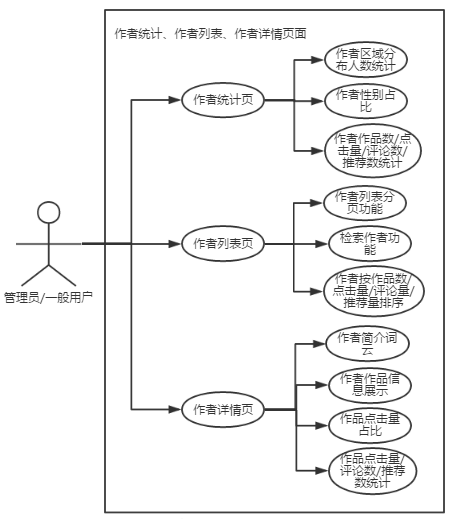 作者统计、作者列表、作者详情页面
作者区域分
布人数统计
作者统计页
作者性别占
比
作者作品数/点
击量/评论数/
推荐数统计
作者列表分
页功能
作者列表页
检索作者功
能
作者按作品数/
点击量/评论量/
推荐量排序
管理员/一般用户
作者简介词
云
作者作品信
息展示
作者详情页
作品点击量
占比
作品点击量/
评论数/推荐
数统计